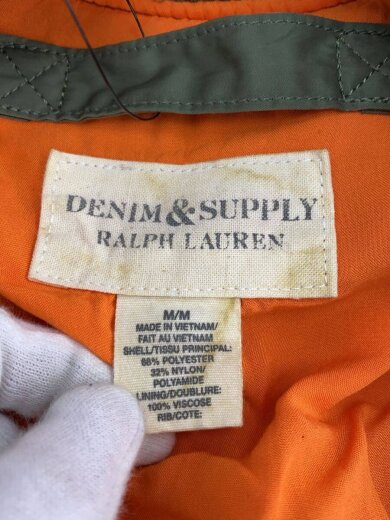 DENIM & SUPPLY
RALPH LAUREN
M/M
MADE IN VIETNAM/
FAIT AU VIETNAM
SHELL/TISSU PRINCIPAL:
68% POLYESTER
32% NYLON/
POLYAMIDE
LINING/DOUBLURE:
100% VISCOSE
RIB/COTE: